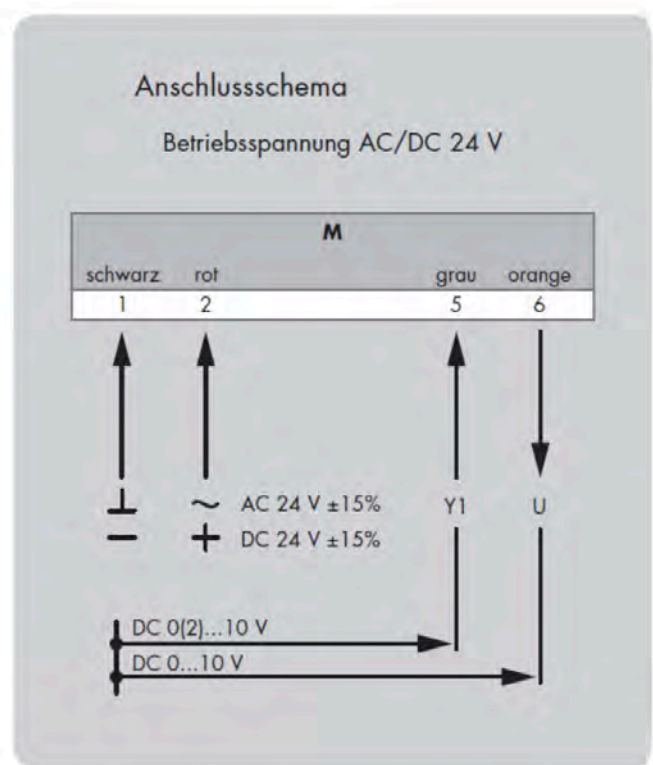 Anschlussschema
Betriebsspannung AC/DC 24 V
M
schwarz rot grau orange
1 2 5 6
⊥ ~ AC 24 V ±15% Y1 U
− + DC 24 V ±15%
DC 0(2)...10 V
DC 0...10 V